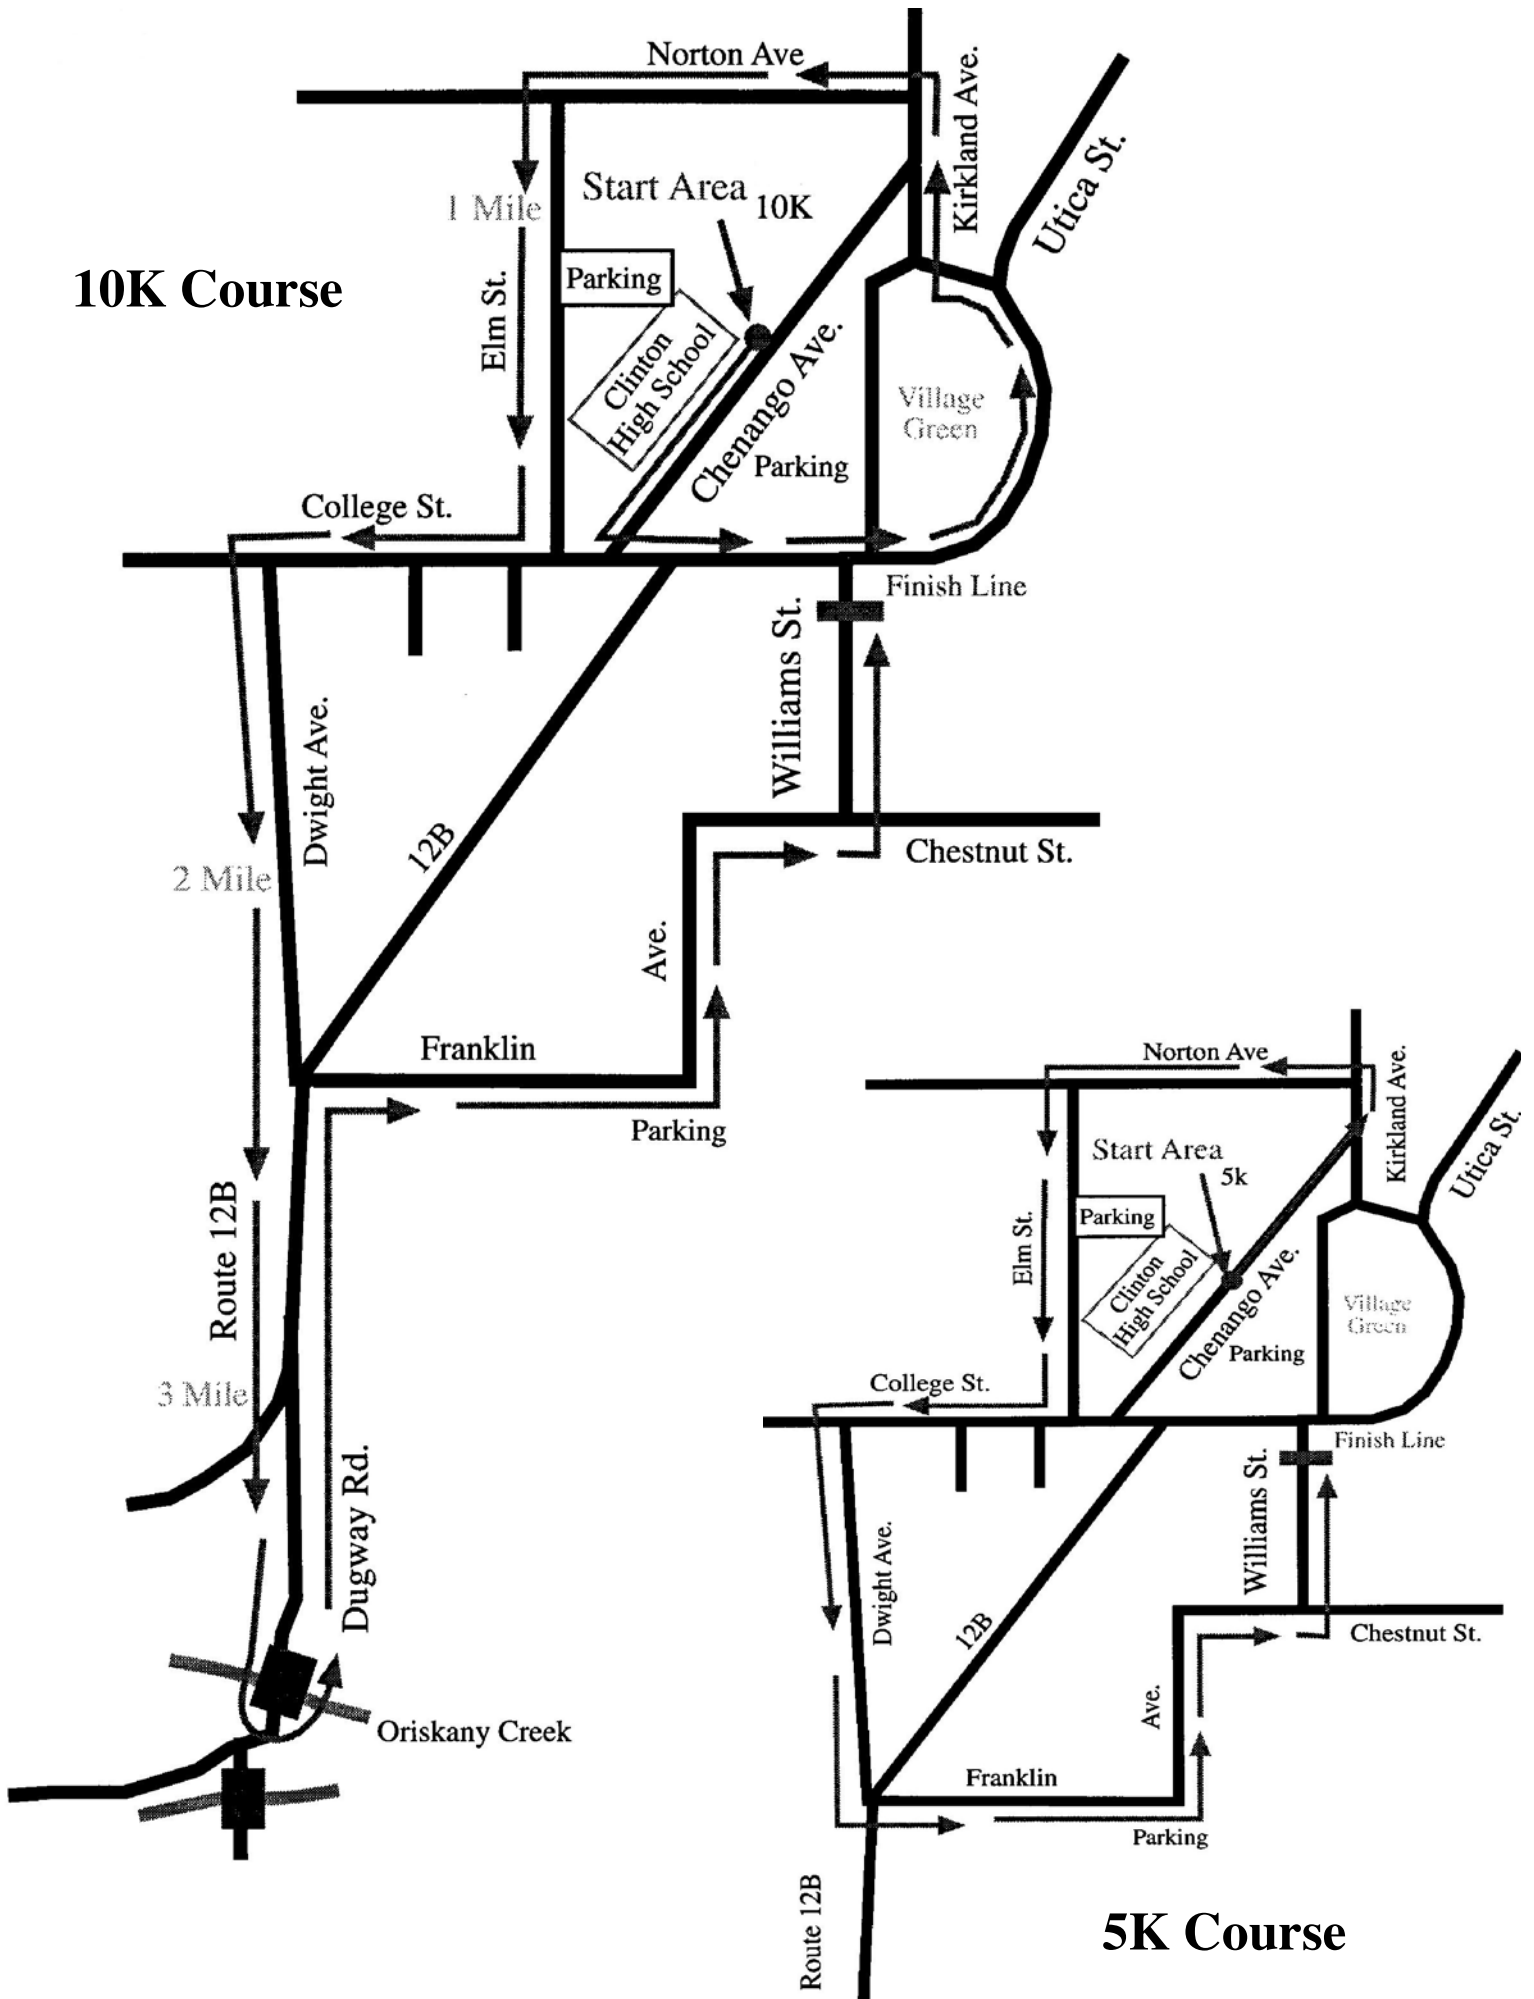 Norton Ave
Kirkland Ave.
Utica St.
Start Area
10K
1 Mile
10K Course
Parking
Elm St.
Clinton
High School
Chenango Ave.
Village
Green
Parking
College St.
Finish Line
Williams St.
Dwight Ave.
12B
Chestnut St.
2 Mile
Ave.
Franklin
Parking
Route 12B
3 Mile
Dugway Rd.
Oriskany Creek
Norton Ave
Kirkland Ave.
Utica St.
Start Area
5k
Parking
Elm St.
Clinton
High School
Chenango Ave.
Village
Green
Parking
College St.
Finish Line
Williams St.
Dwight Ave.
12B
Chestnut St.
Ave.
Franklin
Parking
Route 12B
5K Course